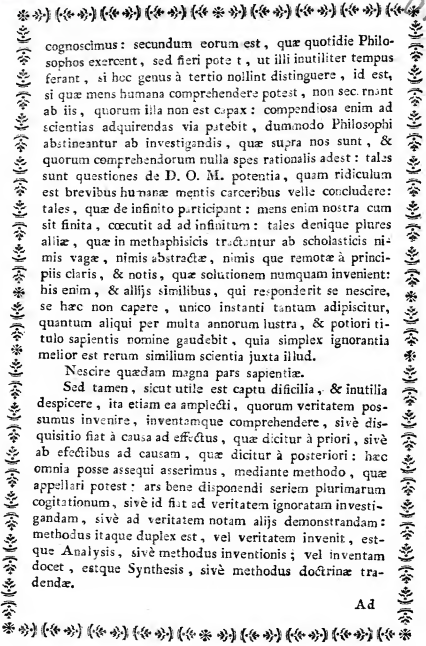 cognoscimus: secundum eorum est, quæ quotidie Philo-
sophos exercent, sed fieri pote t, ut illi inutiliter tempus
ferant, si hoc genus à tertio nollint distinguere, id est,
si quæ mens humana comprehendere potest, non secernant
ab iis, quorum illa non est capax: compendiosa enim ad
scientias adquirendas via patebit, dummodo Philosophi
abstineantur ab investigandis, quæ supra nos sunt, &
quorum comprehendorum nulla spes rationalis adest: tales
sunt questiones de D. O. M. potentia, quam ridiculum
est brevibus humanæ mentis carceribus velle concludere:
tales, quæ de infinito participant: mens enim nostra cum
sit finita, cœcutit ad ad infinitum: tales denique plures
alliæ, quæ in methaphisicis tractantur ab scholasticis ni-
mis vagæ, nimis abstractæ, nimis que remotæ à princi-
piis claris, & notis, quæ solutionem numquam invenient:
his enim, & allijs similibus, qui responderit se nescire,
se hæc non capere, unico instanti tantum adipiscitur,
quantum aliqui per multa annorum lustra, & potiori ti-
tulo sapientis nomine gaudebit, quia simplex ignorantia
melior est rerum similium scientia juxta illud.
Nescire quædam magna pars sapientiæ.
Sed tamen, sicut utile est captu dificilia, & inutilia
despicere, ita etiam ea amplecti, quorum veritatem pos-
sumus invenire, inventamque comprehendere, sivè dis-
quisitio fiat à causa ad effectus, quæ dicitur à priori, sivè
ab efectibus ad causam, quæ dicitur à posteriori: hæc
omnia posse assequi asserimus, mediante methodo, quæ
appellari potest: ars bene disponendi seriem plurimarum
cogitationum, sivè id fiat ad veritatem ignoratam investi-
gandam, sivè ad veritatem notam alijs demonstrandam:
methodus itaque duplex est, vel veritatem invenit, est-
que Analysis, sivè methodus inventionis; vel inventam
docet, estque Synthesis, sivè methodus doctrinæ tra-
dendæ.
Ad